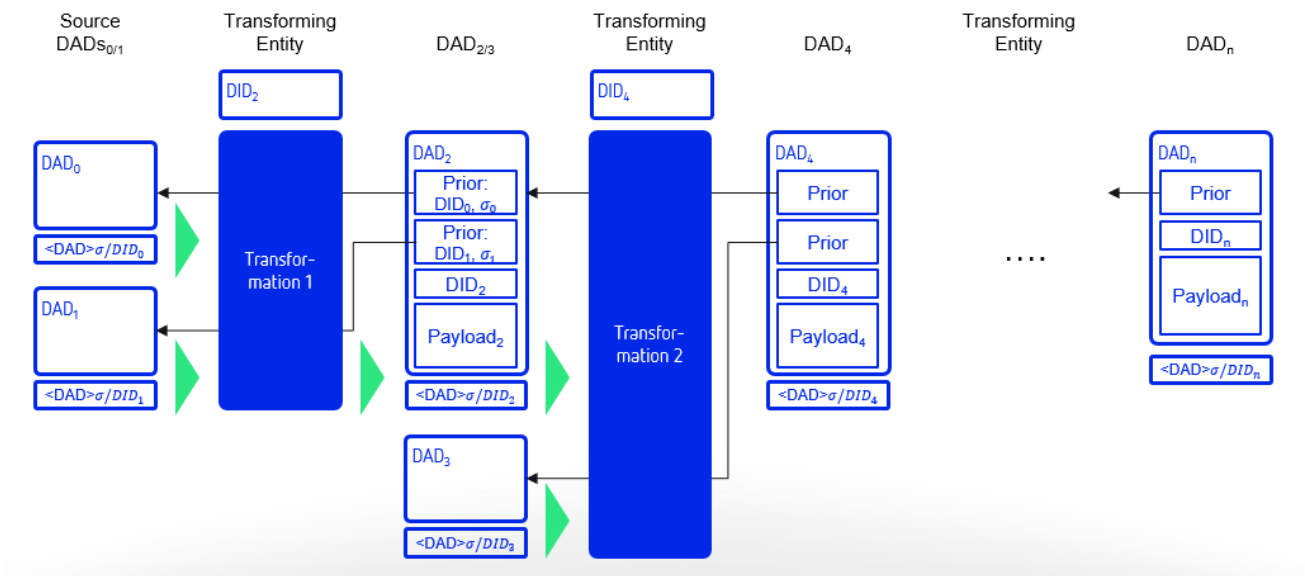 Source
DADs₀/₁
Transforming
Entity
DAD₂/₃
Transforming
Entity
DAD₄
Transforming
Entity
DADₙ
DID₂
DID₄
DAD₀
<DAD>σ/DID₀
DAD₁
<DAD>σ/DID₁
Transfor-
mation 1
DAD₂
Prior:
DID₀, σ₀
Prior:
DID₁, σ₁
DID₂
Payload₂
<DAD>σ/DID₂
DAD₃
<DAD>σ/DID₃
Transfor-
mation 2
DAD₄
Prior
Prior
DID₄
Payload₄
<DAD>σ/DID₄
....
DADₙ
Prior
DIDₙ
Payloadₙ
<DAD>σ/DIDₙ